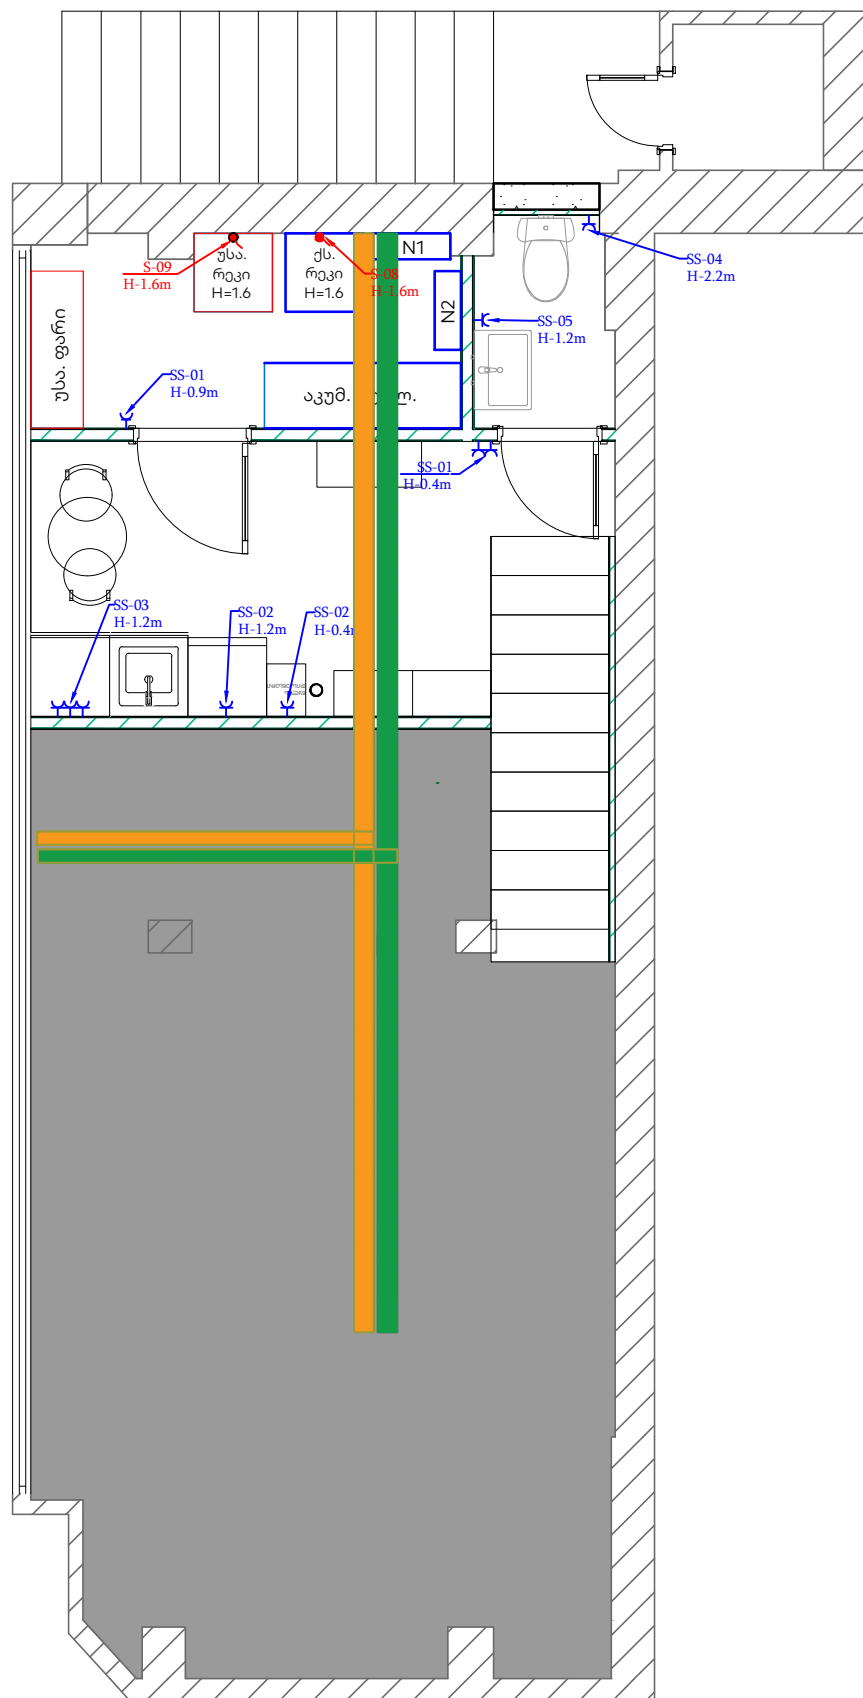 N1
უსა.
რეკი
H=1.6
ქს.
რეკი
H=1.6
S-09
H-1.6m
S-08
H-1.6m
SS-04
H-2.2m
N2
SS-05
H-1.2m
უსა. ფარი
SS-01
H-0.9m
აკუმ.
SS-01
H-0.4m
SS-03
H-1.2m
SS-02
H-1.2m
SS-02